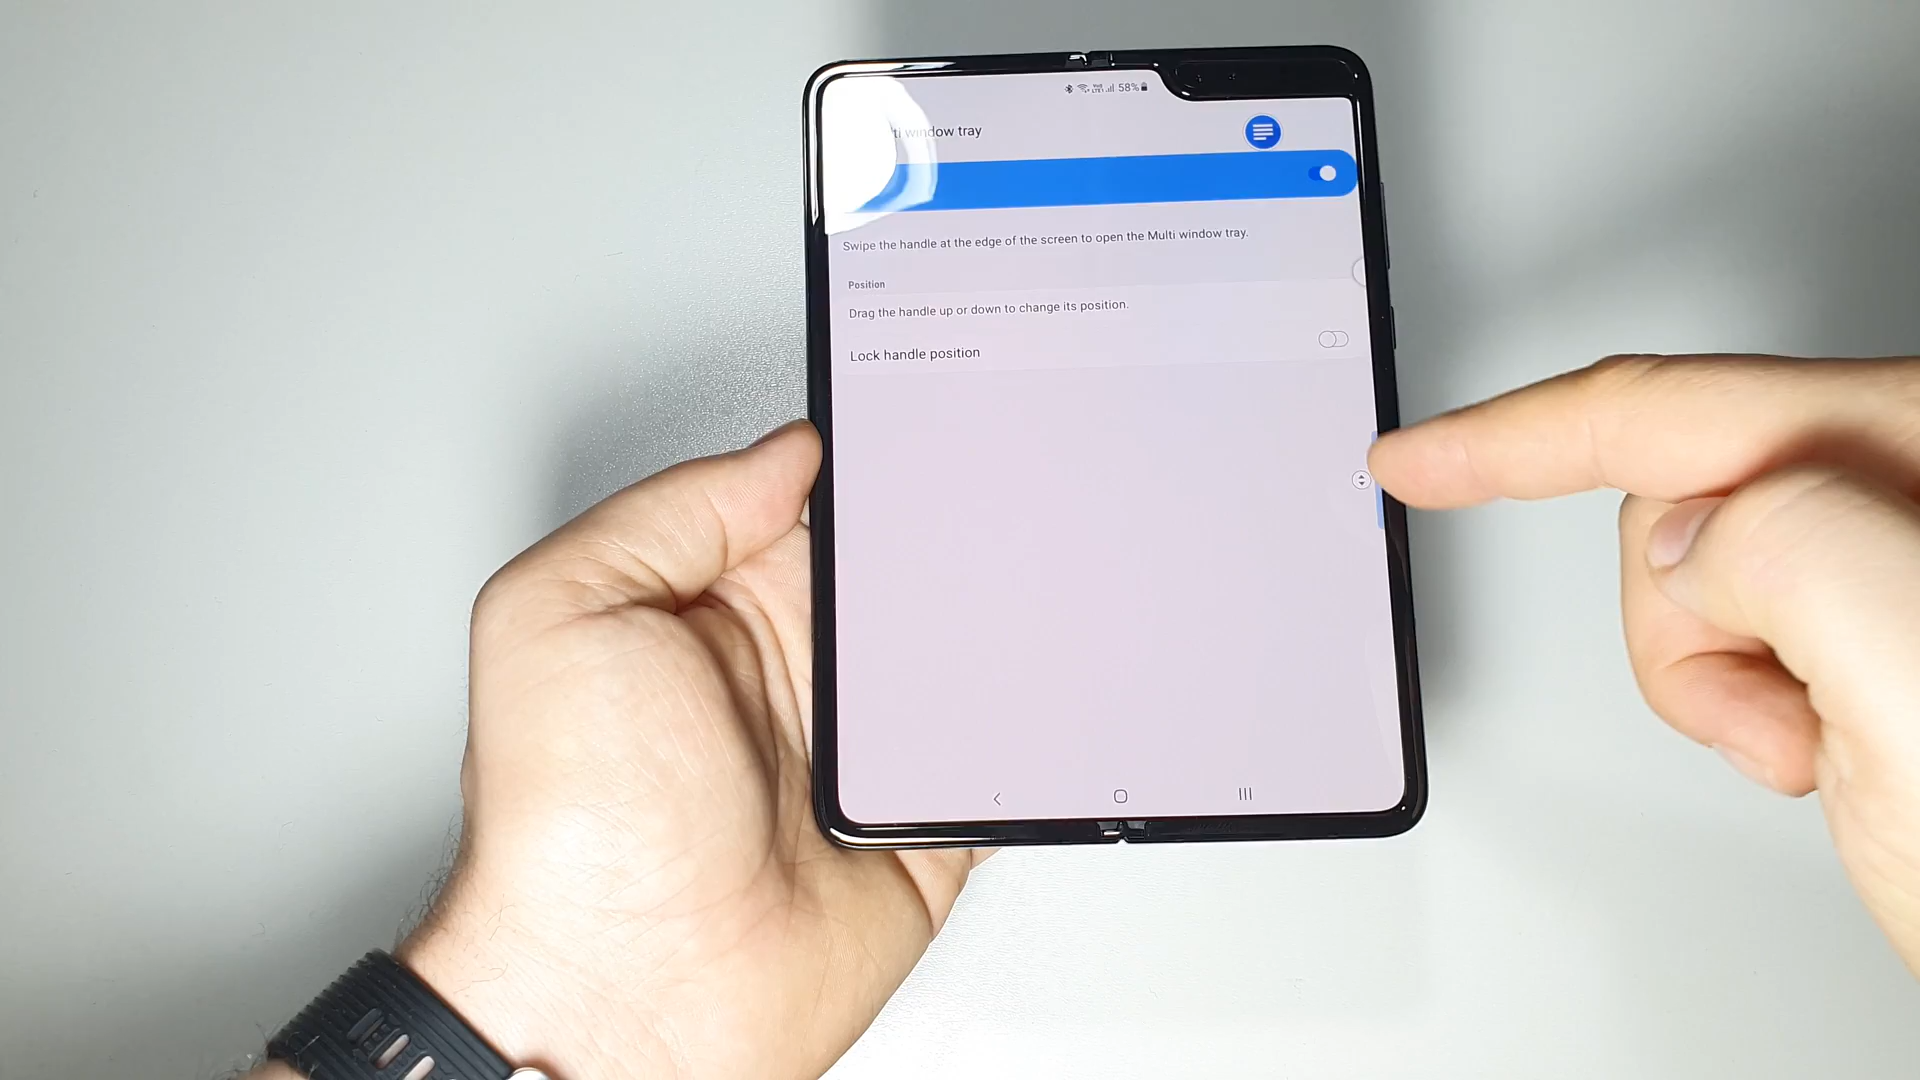 58%
window tray
Swipe the handle at the edge of the screen to open the Multi window tray.
Position
Drag the handle up or down to change its position.
Lock handle position